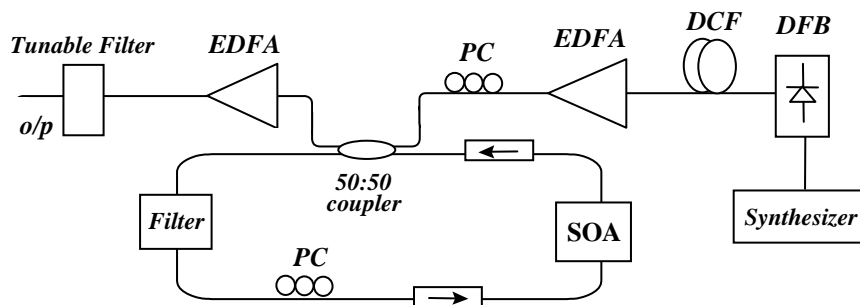 Tunable Filter
EDFA
PC
EDFA
DCF
DFB
o/p
50:50
coupler
Filter
SOA
Synthesizer
PC